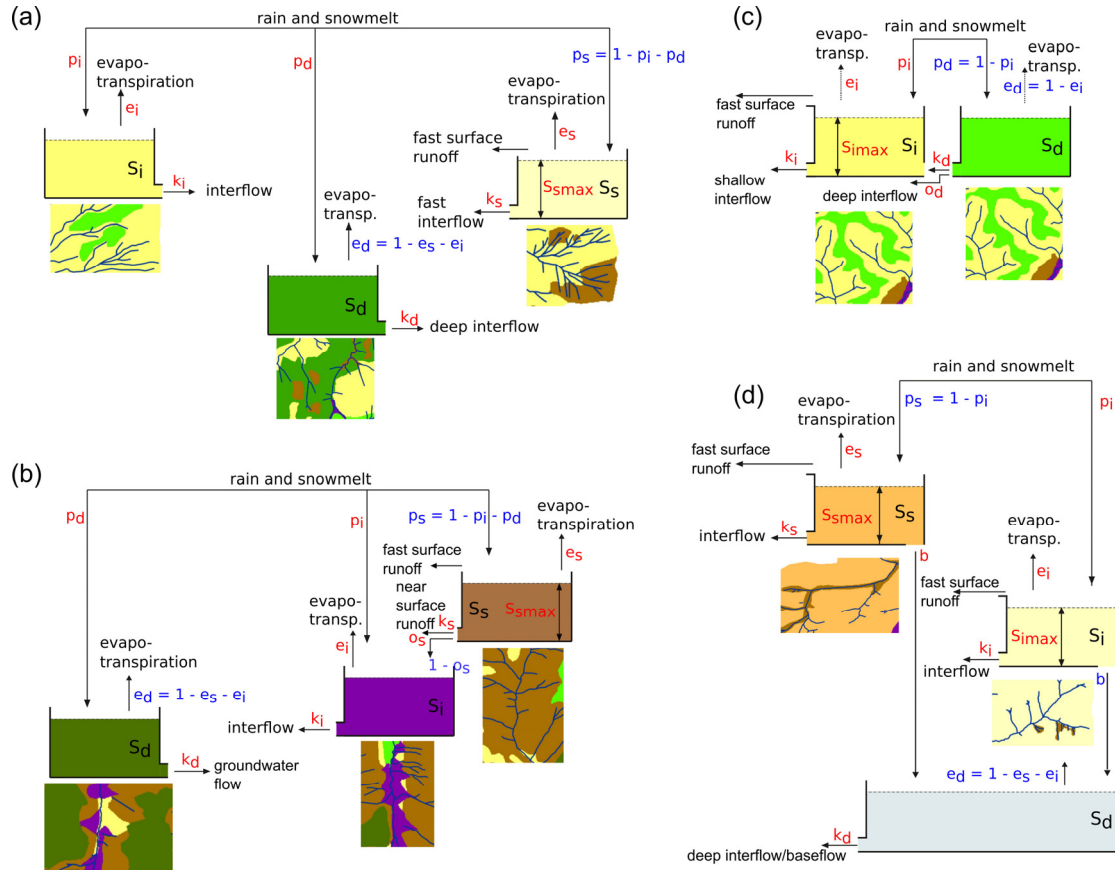 (a)
rain and snowmelt
pi
evapo-
transpiration
ei
Si
ki
interflow
pd
evapo-
transp.
ed = 1 - es - ei
Sd
kd
deep interflow
ps = 1 - pi - pd
evapo-
transpiration
es
fast surface
runoff
Ssmax
Ss
ks
fast
interflow
(b)
rain and snowmelt
pd
pi
ps = 1 - pi - pd
evapo-
transpiration
es
fast surface
runoff
near
surface
runoff
ks
os
1 - os
Ss
Ssmax
evapo-
transp.
ei
Si
ki
interflow
evapo-
transpiration
ed = 1 - es - ei
Sd
kd
groundwater
flow
(c)
rain and snowmelt
evapo-
transp.
ei
pi
pd = 1 - pi
evapo-
transp.
ed = 1 - ei
fast surface
runoff
Simax
Si
ki
shallow
interflow
Sd
kd
od
deep interflow
(d)
rain and snowmelt
ps = 1 - pi
pi
evapo-
transpiration
es
fast surface
runoff
Ssmax
Ss
ks
interflow
b
evapo-
transp.
ei
fast surface
runoff
Simax
Si
ki
interflow
b
ed = 1 - es - ei
Sd
kd
deep interflow/baseflow